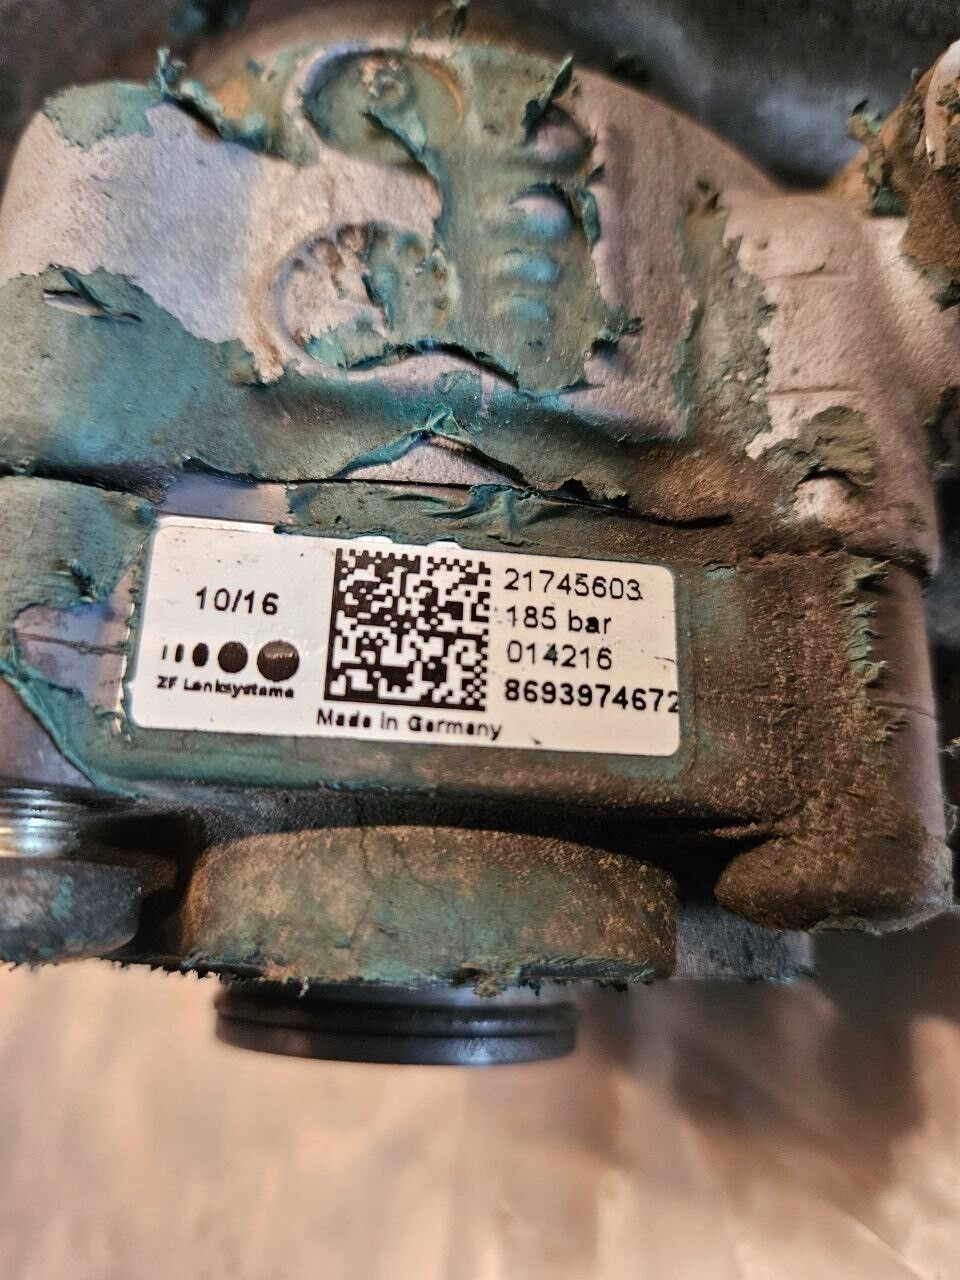 10/16
ZF Lenksysteme
Made in Germany
21745603
185 bar
014216
8693974672